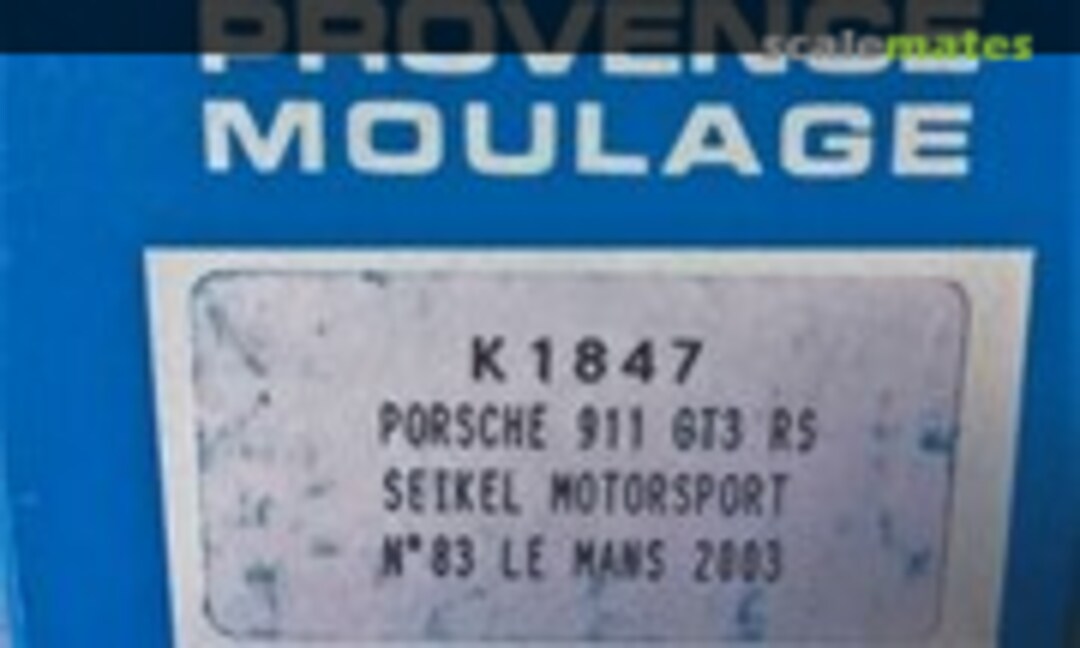 PROVENCE
scalemates
MOULAGE
K1847
PORSCHE 911 GT3 RS
SEIKEL MOTORSPORT
N°83 LE MANS 2003